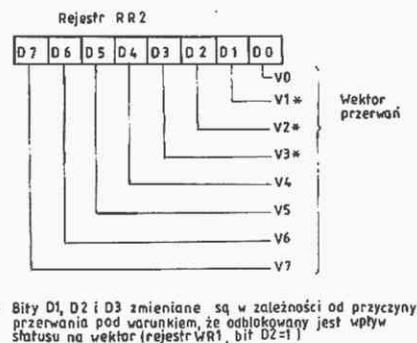 Rejestr RR2
D7 D6 D5 D4 D3 D2 D1 D0
V0
V1*
V2*
V3*
V4
V5
V6
V7
Wektor
przerwań
Bity D1, D2 i D3 zmieniane są w zależności od przyczyny
przerwania pod warunkiem, że odblokowany jest wpływ
statusu na wektor (rejestr WR1, bit D2=1)